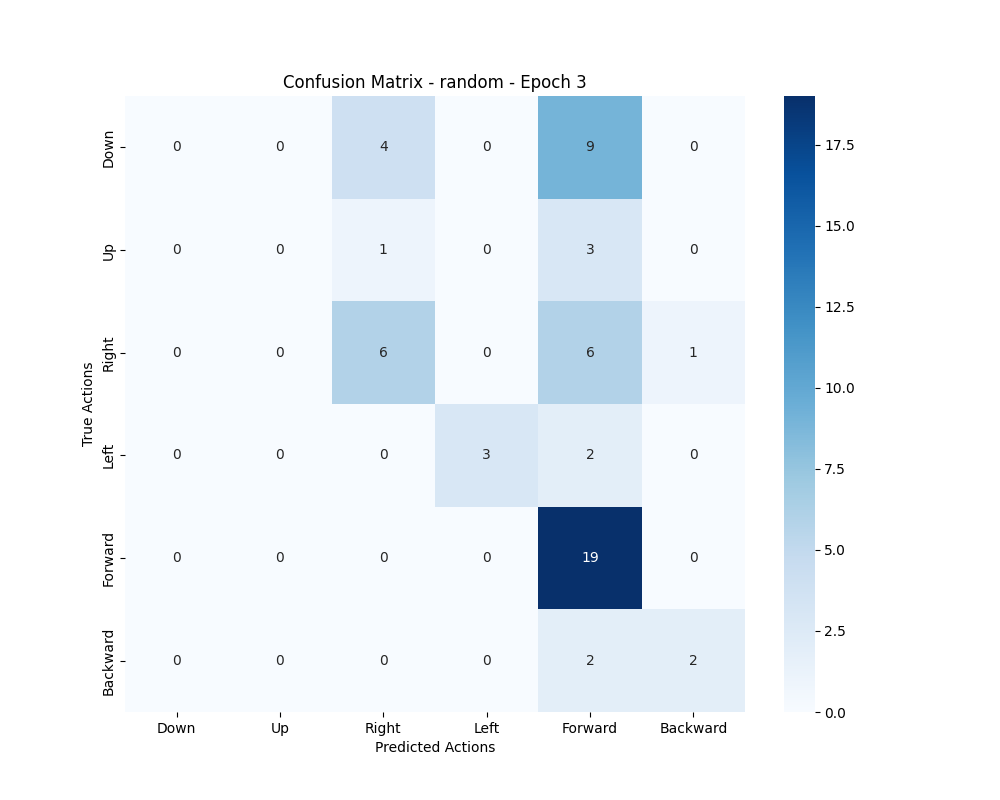 Confusion Matrix - random - Epoch 3
True Actions
Down 0 0 4 0 9 0
Up 0 0 1 0 3 0
Right 0 0 6 0 6 1
Left 0 0 0 3 2 0
Forward 0 0 0 0 19 0
Backward 0 0 0 0 2 2
Down Up Right Left Forward Backward
Predicted Actions
17.5
15.0
12.5
10.0
7.5
5.0
2.5
0.0